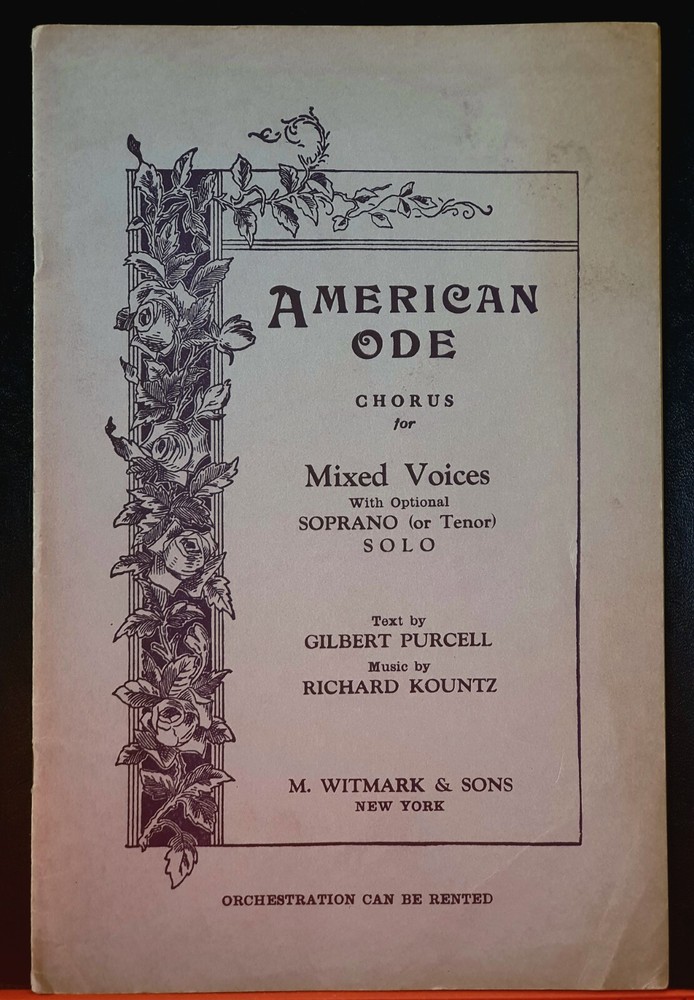 AMERICAN
ODE
CHORUS
for
Mixed Voices
With Optional
SOPRANO (or Tenor)
SOLO
Text by
GILBERT PURCELL
Music by
RICHARD KOUNTZ
M. WITMARK & SONS
NEW YORK
ORCHESTRATION CAN BE RENTED